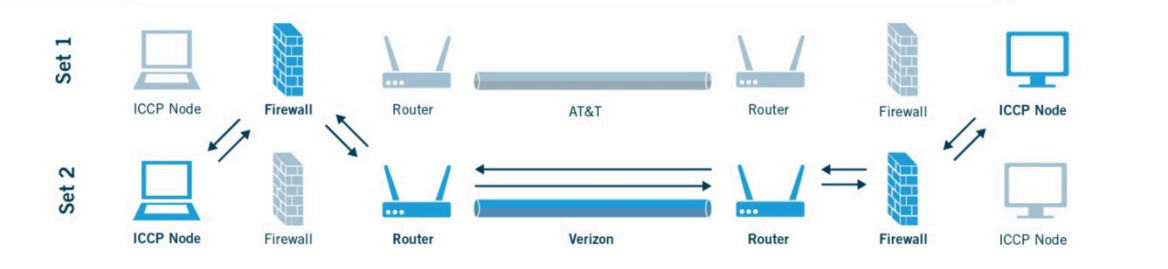 Set 1
ICCP Node
Firewall
Router
AT&T
Router
Firewall
ICCP Node
Set 2
ICCP Node
Firewall
Router
Verizon
Router
Firewall
ICCP Node